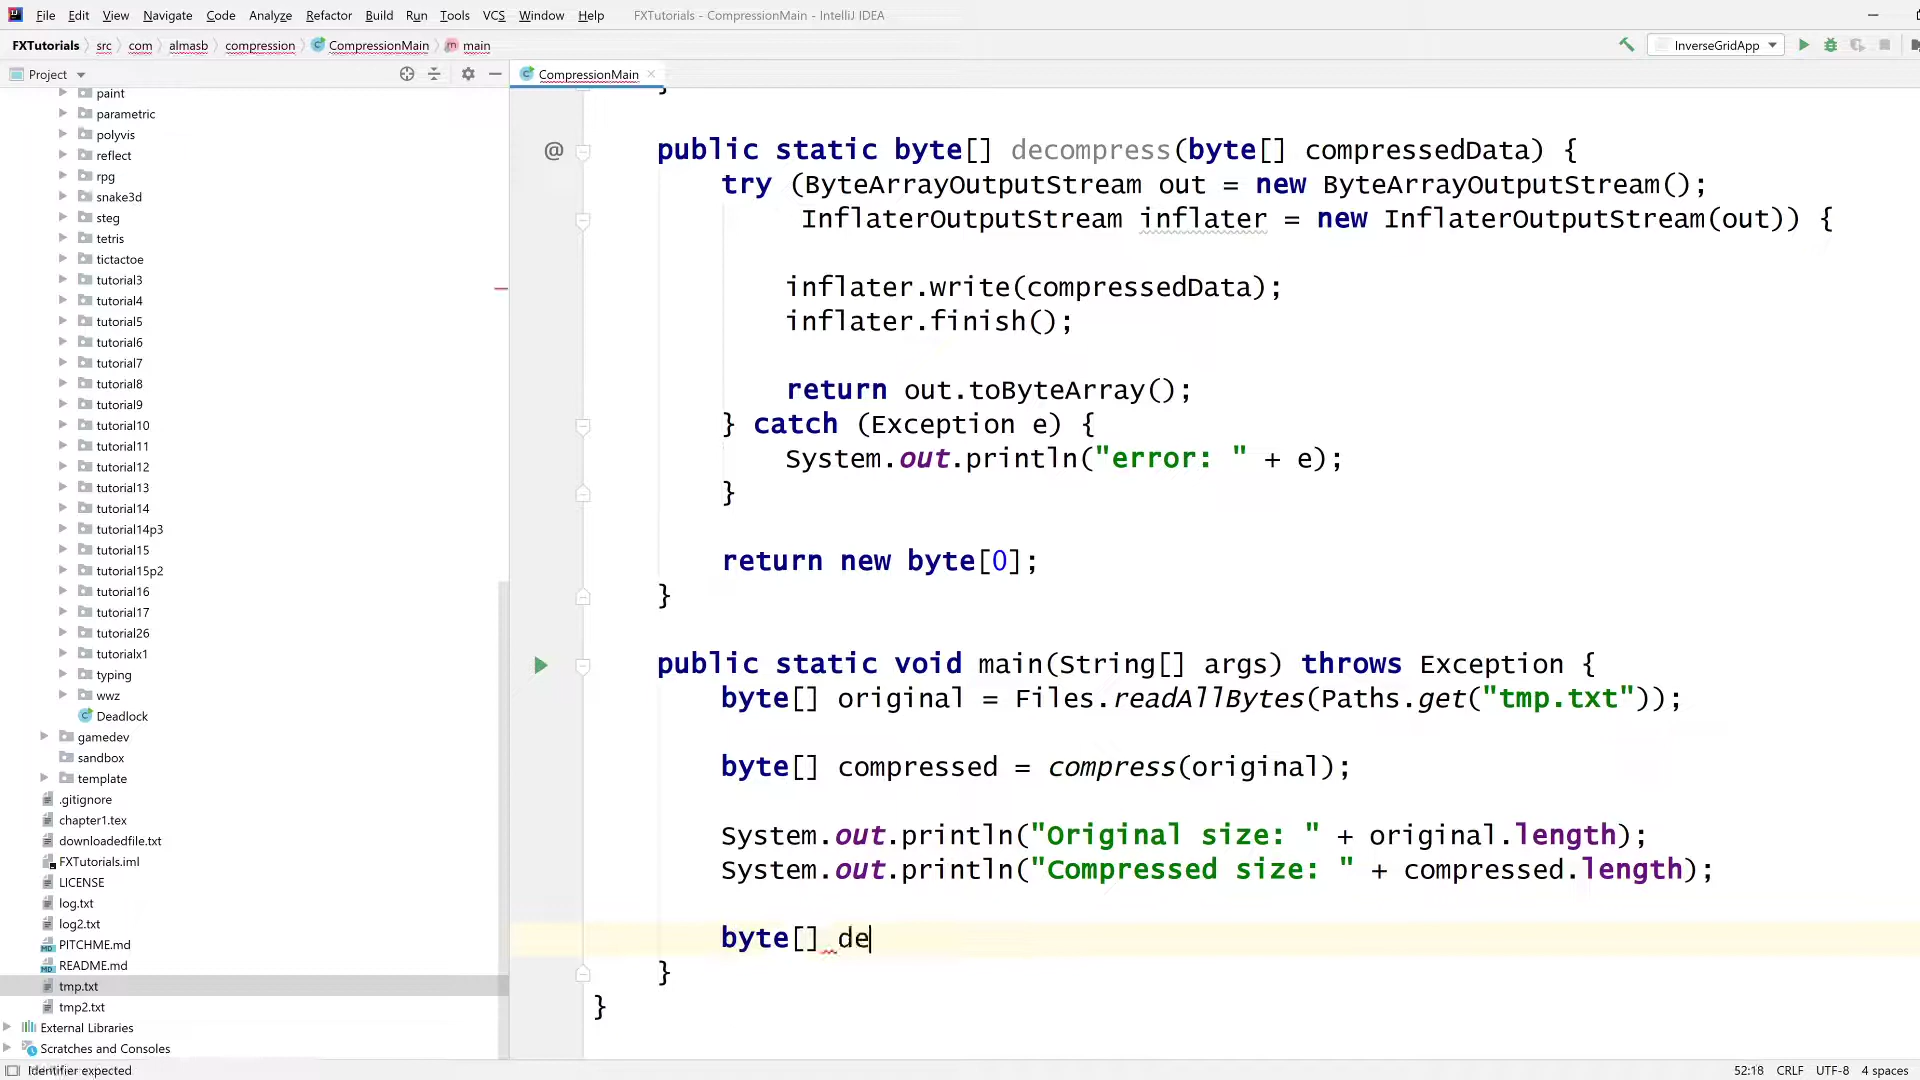 File Edit View Navigate Code Analyze Refactor Build Run Tools VCS Window Help FXTutorials - CompressionMain - IntelliJ IDEA
FXTutorials src com almasb compression CompressionMain main InverseGridApp
Project
CompressionMain
paint
parametric
polyvis
reflect
rpg
snake3d
steg
tetris
tictactoe
tutorial3
tutorial4
tutorial5
tutorial6
tutorial7
tutorial8
tutorial9
tutorial10
tutorial11
tutorial12
tutorial13
tutorial14
tutorial14p3
tutorial15
tutorial15p2
tutorial16
tutorial17
tutorial26
tutorialx1
typing
wwz
Deadlock
gamedev
sandbox
template
.gitignore
chapter1.tex
downloadedfile.txt
FXTutorials.iml
LICENSE
log.txt
log2.txt
PITCHME.md
README.md
tmp.txt
tmp2.txt
External Libraries
Scratches and Consoles
}
@ public static byte[] decompress(byte[] compressedData) {
try (ByteArrayOutputStream out = new ByteArrayOutputStream();
InflaterOutputStream inflater = new InflaterOutputStream(out)) {
inflater.write(compressedData);
inflater.finish();
return out.toByteArray();
} catch (Exception e) {
System.out.println("error: " + e);
}
return new byte[0];
}
public static void main(String[] args) throws Exception {
byte[] original = Files.readAllBytes(Paths.get("tmp.txt"));
byte[] compressed = compress(original);
System.out.println("Original size: " + original.length);
System.out.println("Compressed size: " + compressed.length);
byte[] de
}
}
Identifier expected 52:18 CRLF UTF-8 4 spaces